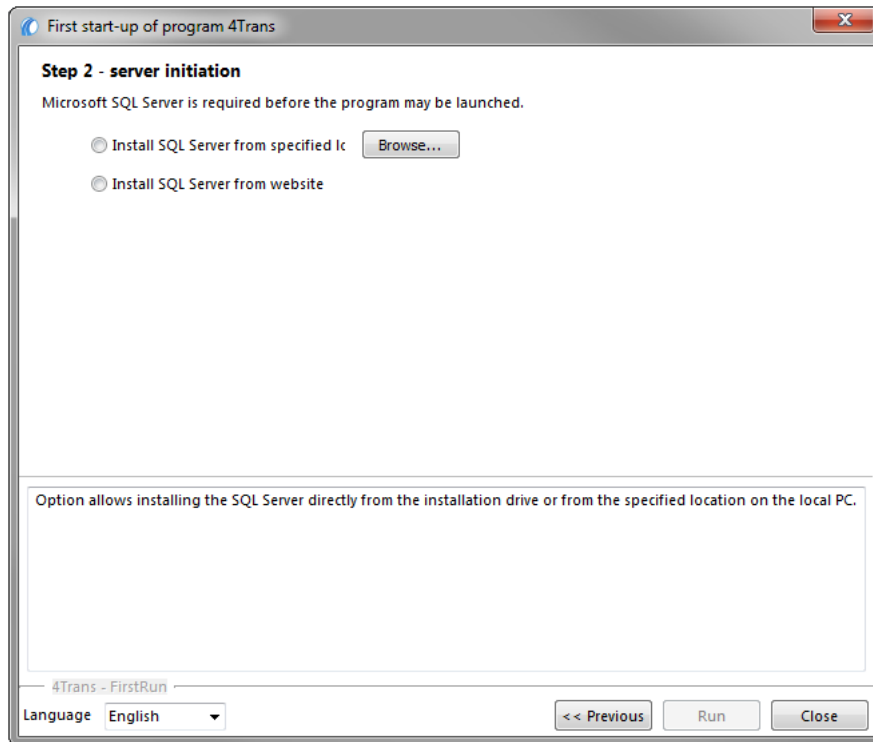 First start-up of program 4Trans
Step 2 - server initiation
Microsoft SQL Server is required before the program may be launched.
Install SQL Server from specified lc Browse...
Install SQL Server from website
Option allows installing the SQL Server directly from the installation drive or from the specified location on the local PC.
4Trans - FirstRun
Language English << Previous Run Close